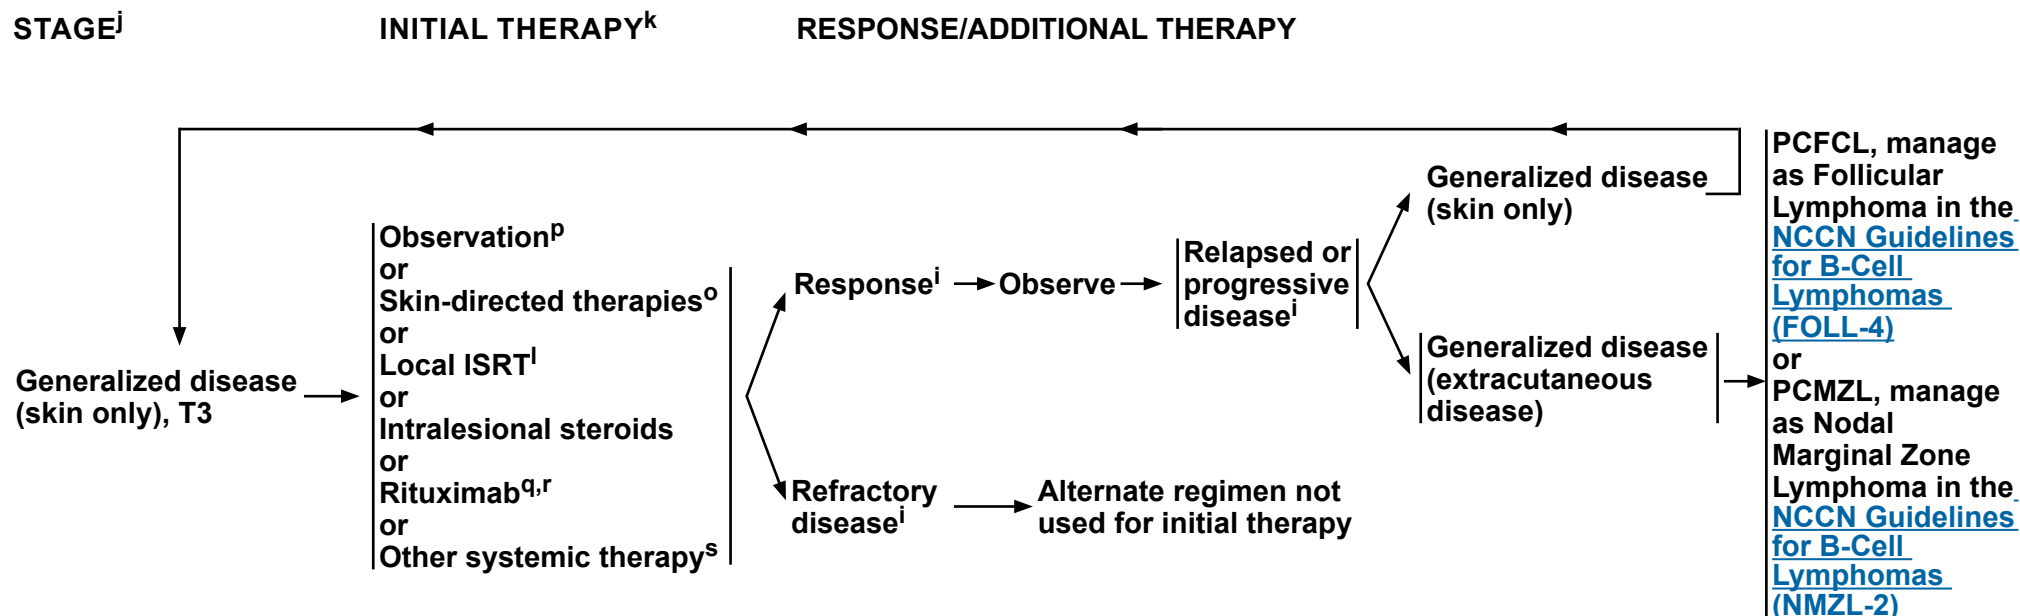 STAGEj
INITIAL THERAPYk
RESPONSE/ADDITIONAL THERAPY
Generalized disease
(skin only), T3
Observationp
or
Skin-directed therapieso
or
Local ISRTl
or
Intralesional steroids
or
Rituximabq,r
or
Other systemic therapys
Responsei
Observe
Relapsed or
progressive
diseasei
Generalized disease
(skin only)
Generalized disease
(extracutaneous
disease)
Refractory
diseasei
Alternate regimen not
used for initial therapy
PCFCL, manage
as Follicular
Lymphoma in the
NCCN Guidelines
for B-Cell
Lymphomas
(FOLL-4)
or
PCMZL, manage
as Nodal
Marginal Zone
Lymphoma in the
NCCN Guidelines
for B-Cell
Lymphomas
(NMZL-2)